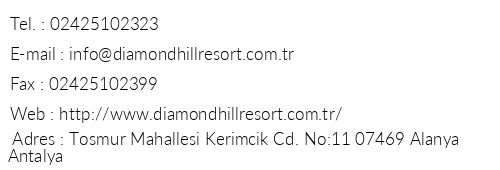 Tel. : 02425102323
E-mail : info@diamondhillresort.com.tr
Fax : 02425102399
Web : http://www.diamondhillresort.com.tr/
Adres : Tosmur Mahallesi Kerimcik Cd. No:11 07469 Alanya
Antalya